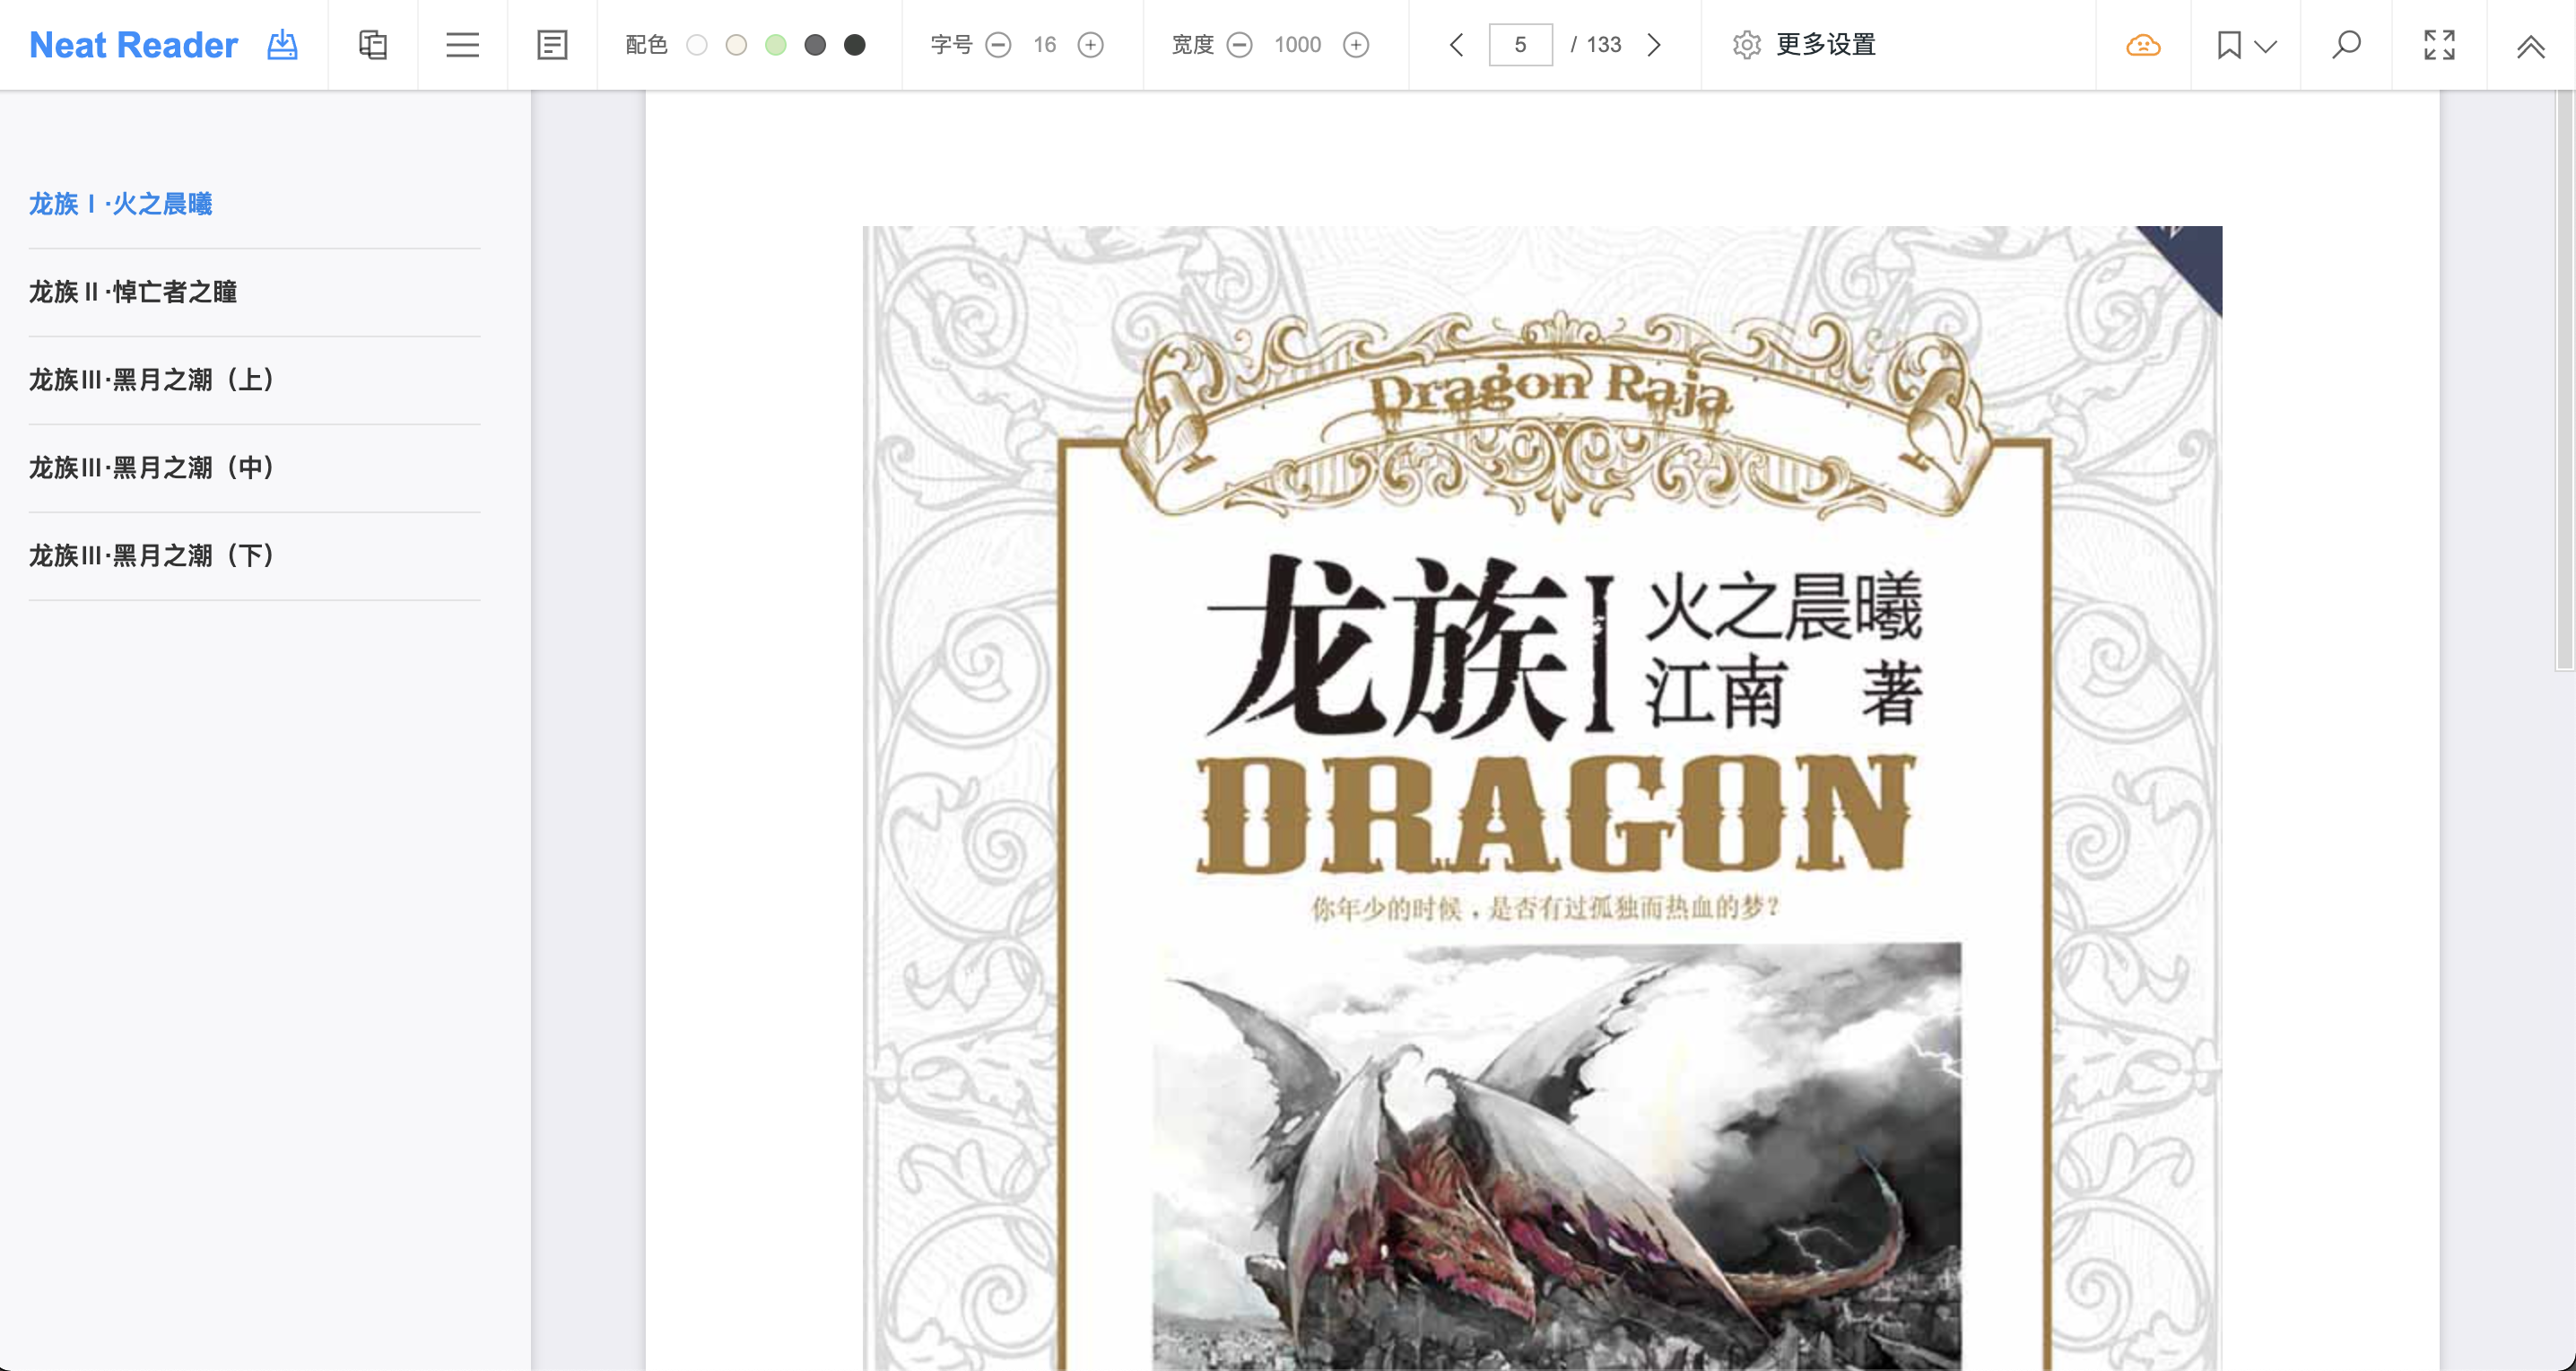 Neat Reader 配色 字号 16 宽度 1000 5 / 133 更多设置
龙族Ⅰ·火之晨曦
龙族Ⅱ·悼亡者之瞳
龙族Ⅲ·黑月之潮（上）
龙族Ⅲ·黑月之潮（中）
龙族Ⅲ·黑月之潮（下）
Dragon Raja
龙族Ⅰ 火之晨曦
江南 著
DRAGON
你年少的时候，是否有过孤独而热血的梦？